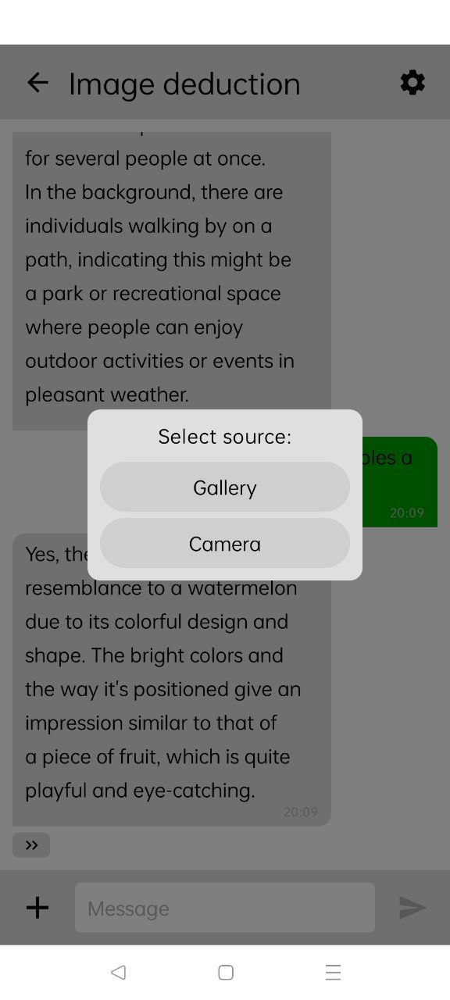 Image deduction
for several people at once.
In the background, there are
individuals walking by on a
path, indicating this might be
a park or recreational space
where people can enjoy
outdoor activities or events in
pleasant weather.
Select source:
Gallery
Camera
a
20:09
Yes,
resemblance to a watermelon
due to its colorful design and
shape. The bright colors and
the way it's positioned give an
impression similar to that of
a piece of fruit, which is quite
playful and eye-catching.
20:09
Message